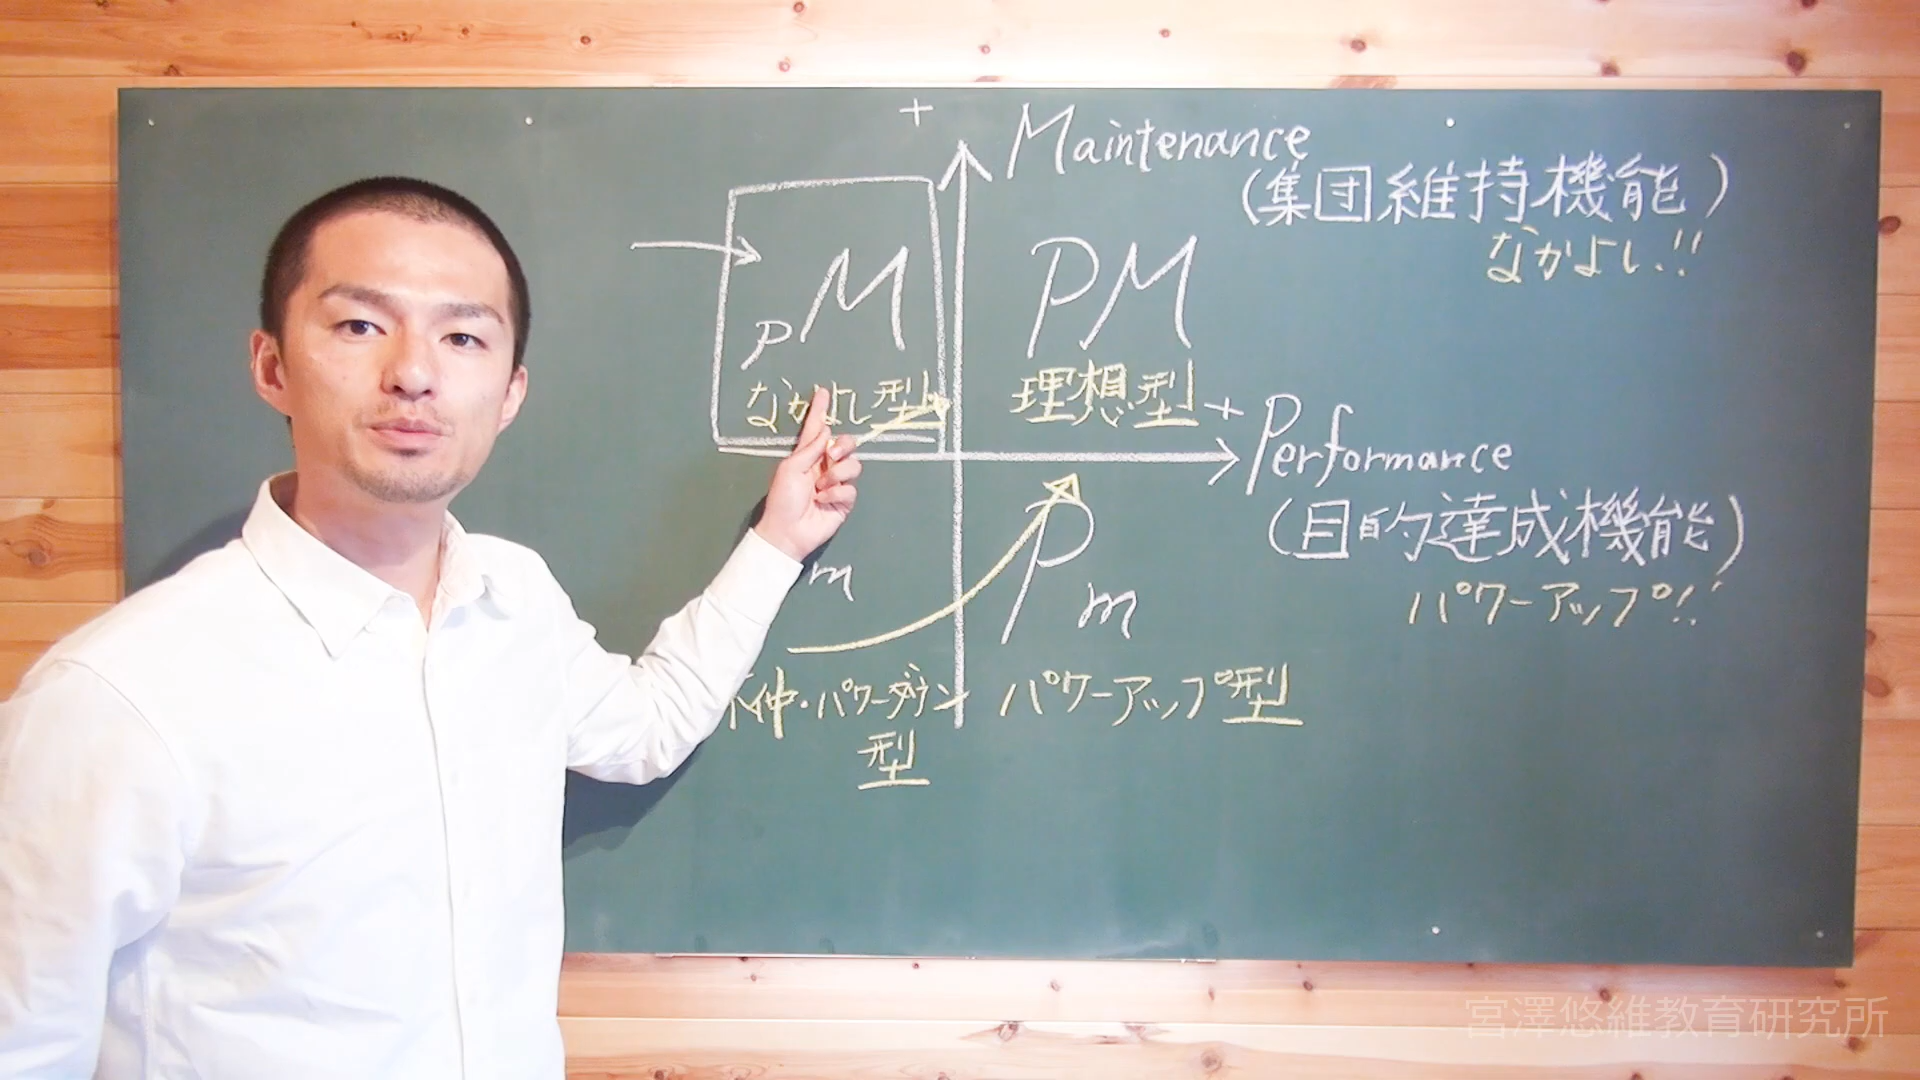 + Maintenance
(集団維持機能)
なかよし!!
pM
なかよし型
PM
理想型
+ Performance
(目的達成機能)
パワーアップ!!
m
Pm
仲・パワーダウン
型
パワーアップ型
宮澤悠維教育研究所